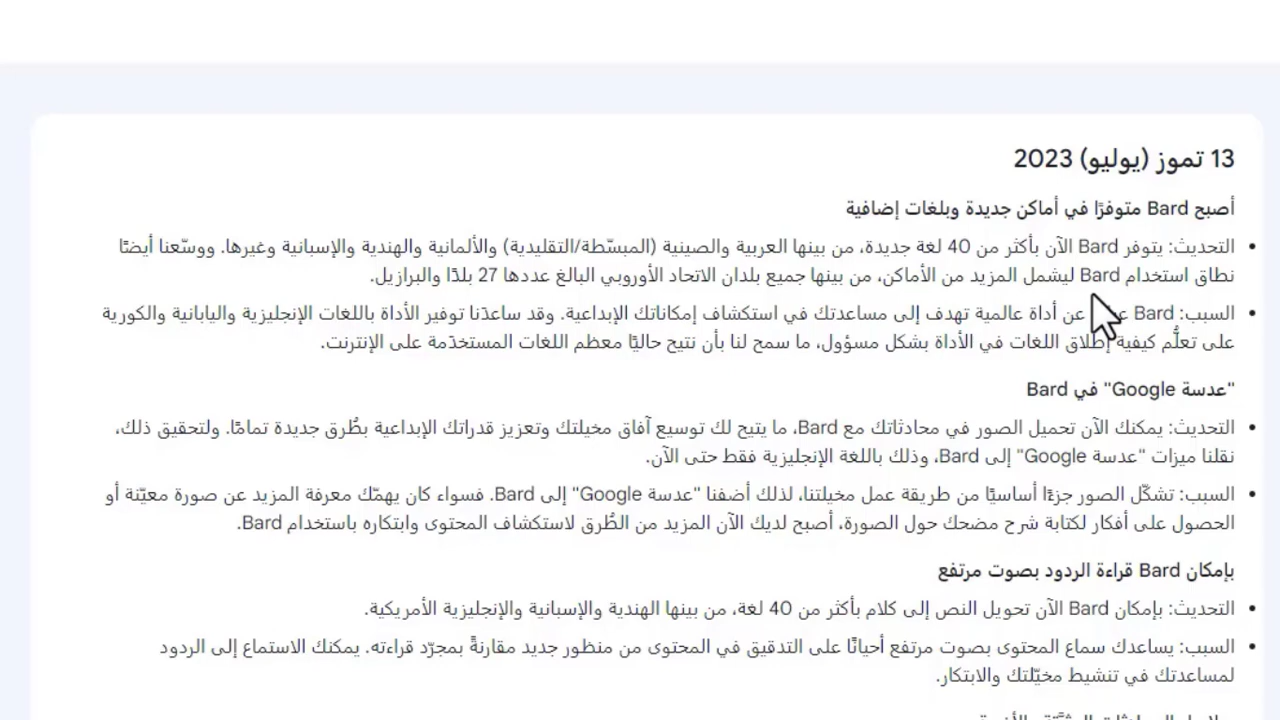 13 تموز (يوليو) 2023
أصبح Bard متوفرًا في أماكن جديدة وبلغات إضافية
التحديث: يتوفر Bard الآن بأكثر من 40 لغة جديدة، من بينها العربية والصينية (المبسّطة/التقليدية) والألمانية والهندية والإسبانية وغيرها. ووسّعنا أيضًا
نطاق استخدام Bard ليشمل المزيد من الأماكن، من بينها جميع بلدان الاتحاد الأوروبي البالغ عددها 27 بلدًا والبرازيل.
السبب: Bard عن أداة عالمية تهدف إلى مساعدتك في استكشاف إمكاناتك الإبداعية. وقد ساعدَنا توفير الأداة باللغات الإنجليزية واليابانية والكورية
على تعلُّم كيفية إطلاق اللغات في الأداة بشكل مسؤول، ما سمح لنا بأن نتيح حاليًا معظم اللغات المستخدَمة على الإنترنت.
"عدسة Google" في Bard
التحديث: يمكنك الآن تحميل الصور في محادثاتك مع Bard، ما يتيح لك توسيع آفاق مخيلتك وتعزيز قدراتك الإبداعية بطُرق جديدة تمامًا. ولتحقيق ذلك،
نقلنا ميزات "عدسة Google" إلى Bard، وذلك باللغة الإنجليزية فقط حتى الآن.
السبب: تشكّل الصور جزءًا أساسيًا من طريقة عمل مخيلتنا، لذلك أضفنا "عدسة Google" إلى Bard. فسواء كان يهمّك معرفة المزيد عن صورة معيّنة أو
الحصول على أفكار لكتابة شرح مضحك حول الصورة، أصبح لديك الآن المزيد من الطُرق لاستكشاف المحتوى وابتكاره باستخدام Bard.
بإمكان Bard قراءة الردود بصوت مرتفع
التحديث: بإمكان Bard الآن تحويل النص إلى كلام بأكثر من 40 لغة، من بينها الهندية والإسبانية والإنجليزية الأمريكية.
السبب: يساعدك سماع المحتوى بصوت مرتفع أحيانًا على التدقيق في المحتوى من منظور جديد مقارنةً بمجرّد قراءته. يمكنك الاستماع إلى الردود
لمساعدتك في تنشيط مخيّلتك والابتكار.